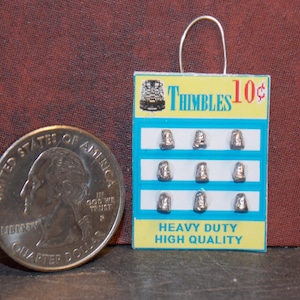 THIMBLES 10¢
HEAVY DUTY
HIGH QUALITY
UNITED STATES OF AMERICA
LIBERTY
IN
GOD WE
TRUST
QUARTER DOLLAR